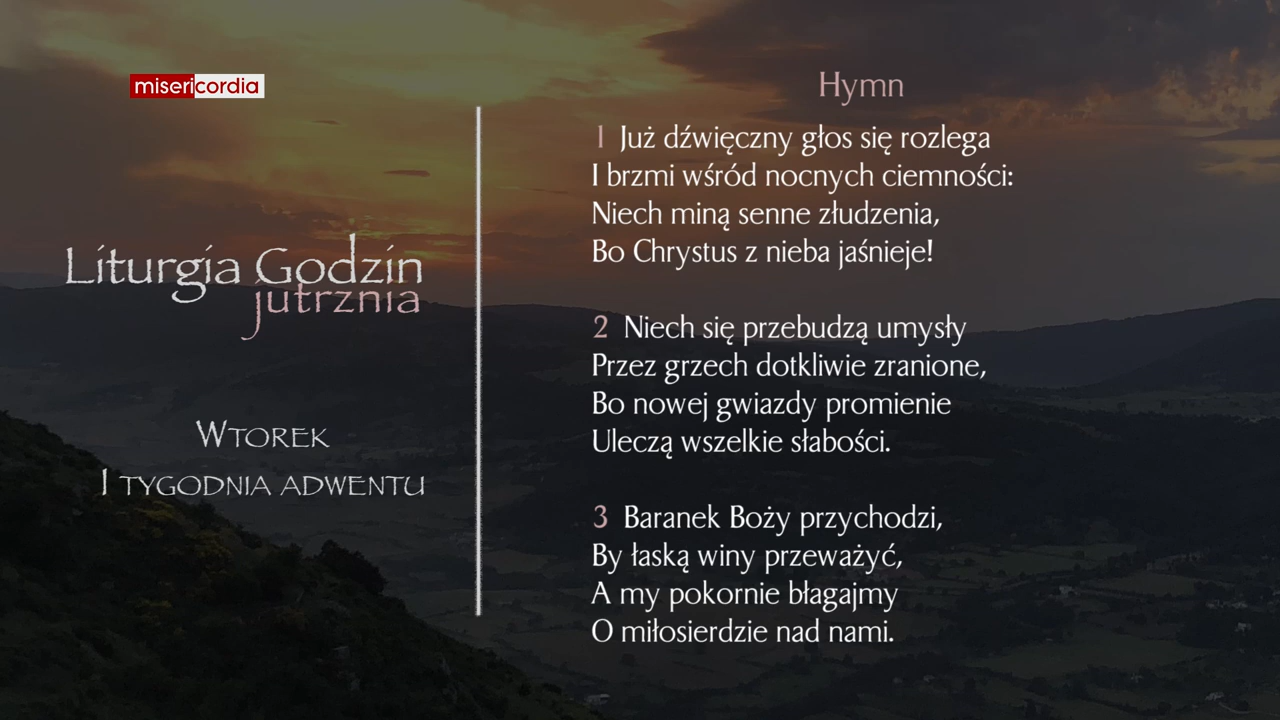 misericordia
Liturgia Godzin
jutrznia
Wtorek
I tygodnia adwentu
Hymn
1 Już dźwięczny głos się rozlega
I brzmi wśród nocnych ciemności:
Niech miną senne złudzenia,
Bo Chrystus z nieba jaśnieje!
2 Niech się przebudzą umysły
Przez grzech dotkliwie zranione,
Bo nowej gwiazdy promienie
Uleczą wszelkie słabości.
3 Baranek Boży przychodzi,
By łaską winy przeważyć,
A my pokornie błagajmy
O miłosierdzie nad nami.